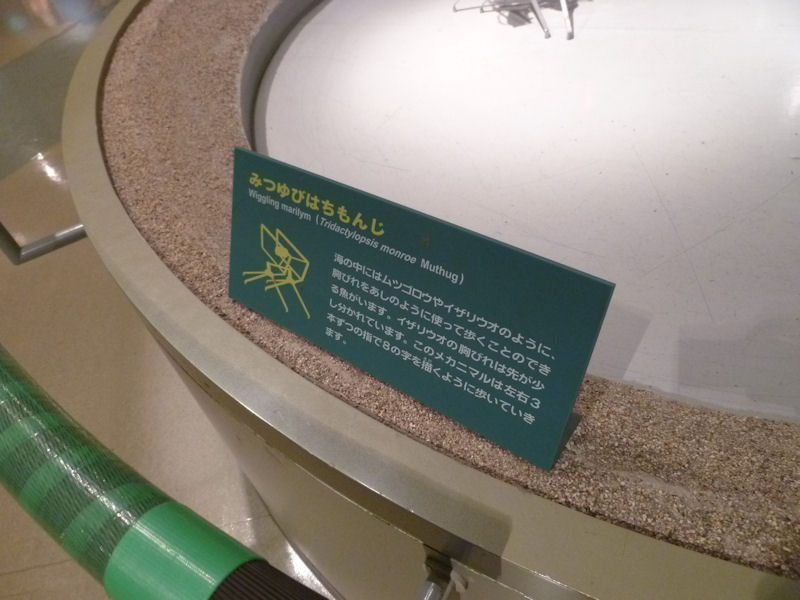 みつゆびはちもんじ
Wiggling marilym (Tridactylopsis monroe Muthug)
海の中にはムツゴロウやイザリウオのように、
胸びれをあしのように使って歩くことのでき
る魚がいます。イザリウオの胸びれは先が少
し分かれています。このメカニマルは左右3
本ずつの指で8の字を描くように歩いていき
ます。